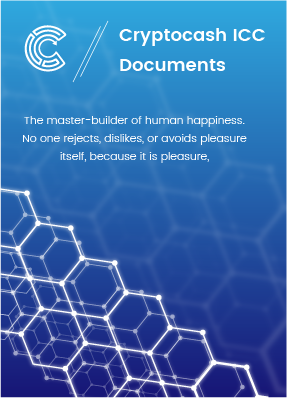 Cryptocash ICC
Documents
The master-builder of human happiness.
No one rejects, dislikes, or avoids pleasure
itself, because it is pleasure,